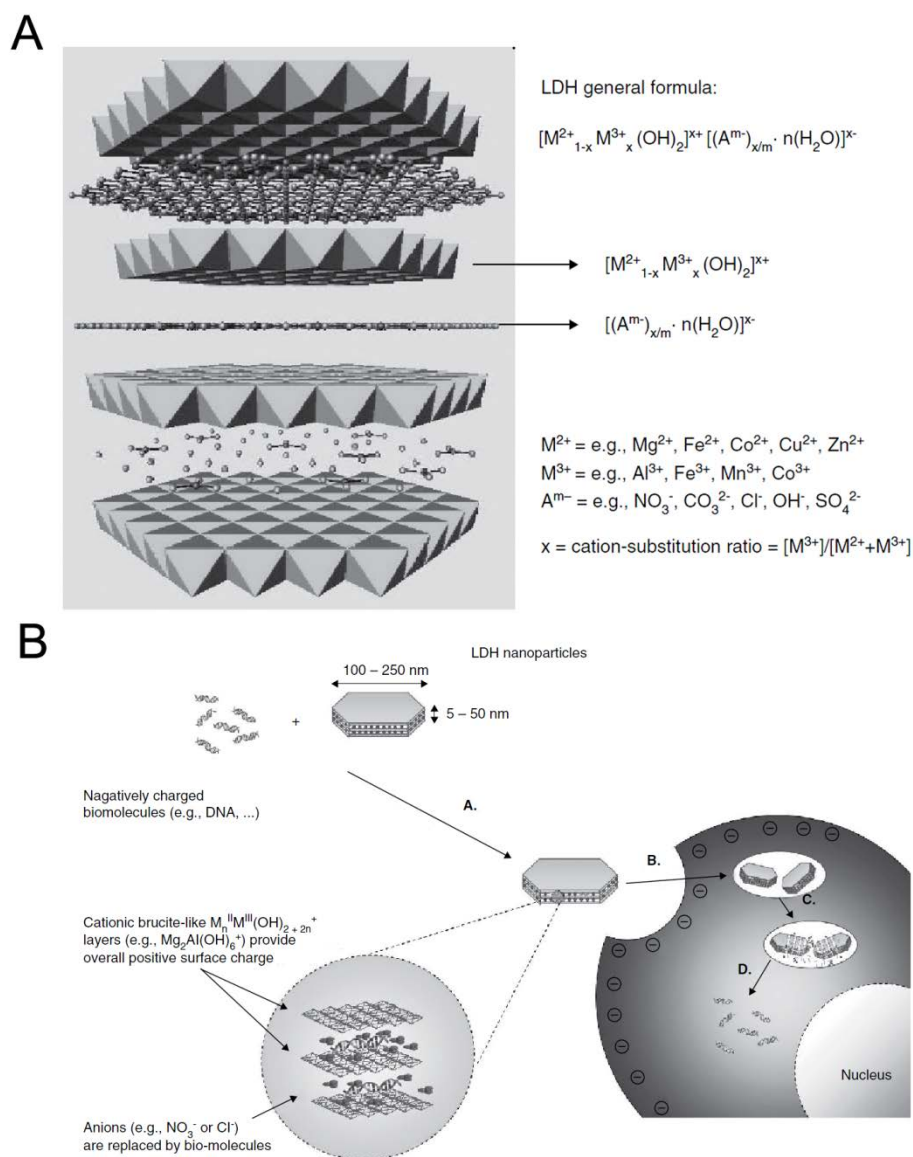 A
LDH general formula:
[M²⁺₁₋ₓ M³⁺ₓ (OH)₂]ˣ⁺ [(Aᵐ⁻)ₓ/ₘ· n(H₂O)]ˣ⁻
[M²⁺₁₋ₓ M³⁺ₓ (OH)₂]ˣ⁺
[(Aᵐ⁻)ₓ/ₘ· n(H₂O)]ˣ⁻
M²⁺ = e.g., Mg²⁺, Fe²⁺, Co²⁺, Cu²⁺, Zn²⁺
M³⁺ = e.g., Al³⁺, Fe³⁺, Mn³⁺, Co³⁺
Aᵐ⁻ = e.g., NO₃⁻, CO₃²⁻, Cl⁻, OH⁻, SO₄²⁻
x = cation-substitution ratio = [M³⁺]/[M²⁺+M³⁺]
B
LDH nanoparticles
100 – 250 nm
+
5 – 50 nm
Nagatively charged
biomolecules (e.g., DNA, ...)
A.
B.
C.
D.
Cationic brucite-like MₙᴵᴵMᴵᴵᴵ(OH)₂ ₊ ₂ₙ⁺
layers (e.g., Mg₂Al(OH)₆⁺) provide
overall positive surface charge
Nucleus
Anions (e.g., NO₃⁻ or Cl⁻)
are replaced by bio-molecules